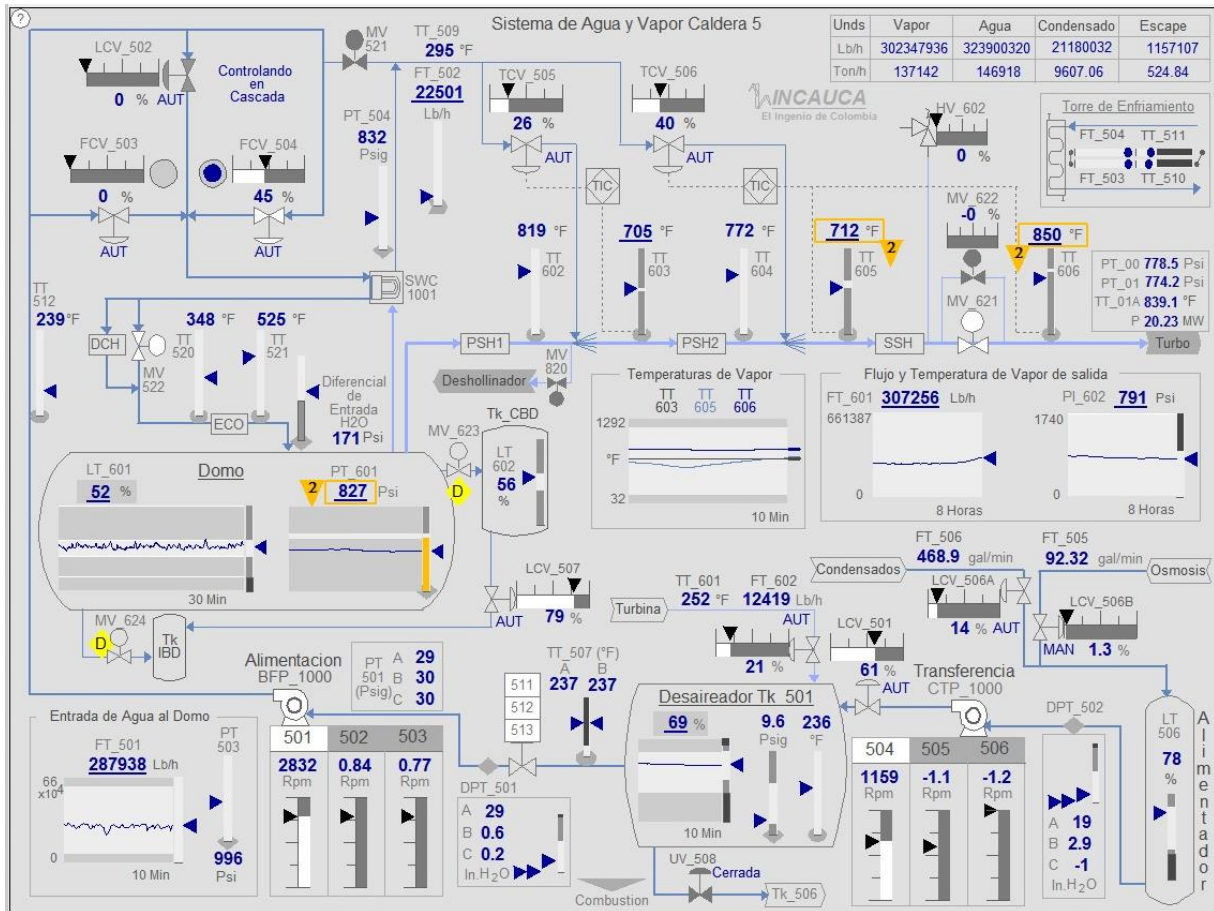 ?
Sistema de Agua y Vapor Caldera 5
Unds Vapor Agua Condensado Escape
Lb/h 302347936 323900320 21180032 1157107
Ton/h 137142 146918 9607.06 524.84
LCV_502
0 % AUT
Controlando
en
Cascada
MV
521
TT_509
295 °F
FT_502
22501
Lb/h
PT_504
832
Psig
TCV_505
26 %
AUT
TCV_506
40 %
AUT
INCAUCA
El Ingenio de Colombia
HV_602
0 %
Torre de Enfriamiento
FT_504 TT_511
FT_503 TT_510
FCV_503
0 %
AUT
FCV_504
45 %
AUT
TIC
TIC
MV_622
-0 %
819 °F
TT
602
705 °F
TT
603
772 °F
TT
604
712 °F
2
TT
605
850 °F
2
TT
606
PT_00 778.5 Psi
PT_01 774.2 Psi
TT_01A 839.1 °F
P 20.23 MW
MV_621
Turbo
SWC
1001
TT
512
239°F
DCH
MV
522
348 °F
TT
520
525 °F
TT
521
ECO
Diferencial
de
Entrada
H2O
171 Psi
PSH1
PSH2
SSH
MV
820
Deshollinador
Temperaturas de Vapor
TT TT TT
603 605 606
1292
°F
32
10 Min
Flujo y Temperatura de Vapor de salida
FT_601 307256 Lb/h
661387
0
8 Horas
PI_602 791 Psi
1740
0
8 Horas
Tk_CBD
MV_623
D
LT
602
56
%
Domo
LT_601
52 %
PT_601
2
827 Psi
30 Min
MV_624
D
Tk
IBD
LCV_507
79 %
AUT
Turbina
TT_601
252 °F
FT_602
12419 Lb/h
AUT
21 %
LCV_501
61 %
AUT
FT_506
468.9 gal/min
Condensados
FT_505
92.32 gal/min
Osmosis
LCV_506A
14 % AUT
LCV_506B
MAN 1.3 %
Alimentacion
BFP_1000
PT
501
(Psig)
A 29
B 30
C 30
511
512
513
TT_507 (°F)
A B
237 237
Desaireador Tk 501
69 %
9.6
Psig
236
°F
10 Min
Transferencia
CTP_1000
DPT_502
A 19
B 2.9
C -1
In.H2O
LT
506
78
%
Alimentador
Entrada de Agua al Domo
FT_501
287938 Lb/h
66
x10^4
0
10 Min
PT
503
996
Psi
501 502 503
2832 0.84 0.77
Rpm Rpm Rpm
DPT_501
A 29
B 0.6
C 0.2
In.H2O
504 505 506
1159 -1.1 -1.2
Rpm Rpm Rpm
Combustion
UV_508
Cerrada
Tk_506